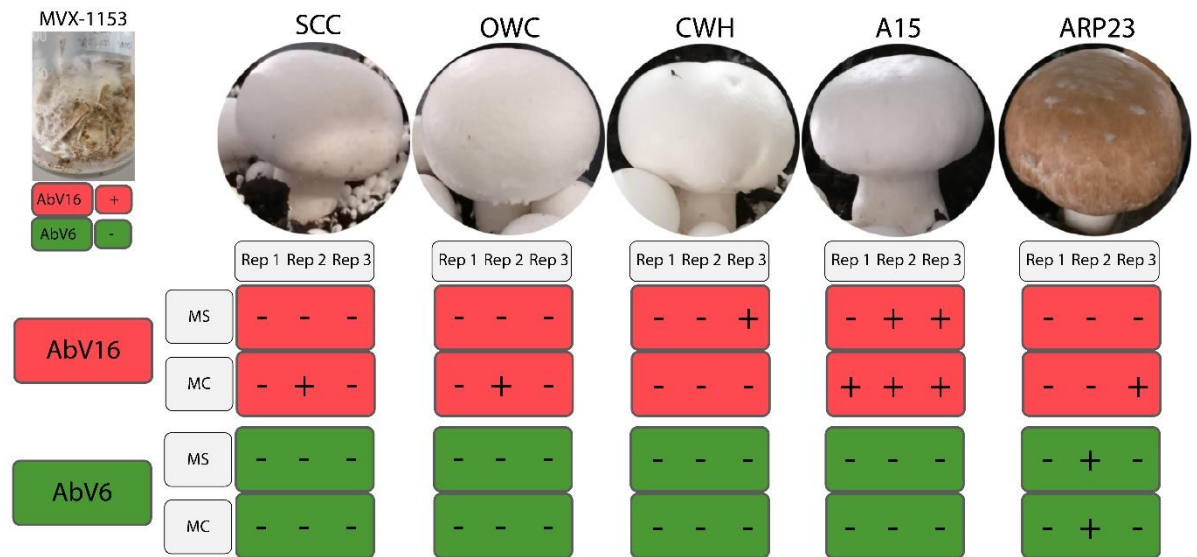 MVX-1153
SCC
OWC
CWH
A15
ARP23
AbV16 +
AbV6 -
Rep 1 Rep 2 Rep 3
Rep 1 Rep 2 Rep 3
Rep 1 Rep 2 Rep 3
Rep 1 Rep 2 Rep 3
Rep 1 Rep 2 Rep 3
AbV16
MS
- - -
- - -
- - +
- + +
- - -
MC
- + -
- + -
- - -
+ + +
- - +
AbV6
MS
- - -
- - -
- - -
- - -
- + -
MC
- - -
- - -
- - -
- - -
- + -